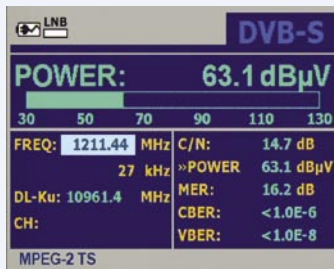 LNB
DVB-S
POWER: 63.1 dBµV
30 50 70 90 110 130
FREQ: 1211.44 MHz
27 kHz
DL-Ku: 10961.4 MHz
CH:
C/N: 14.7 dB
»POWER 63.1 dBµV
MER: 16.2 dB
CBER: <1.0E-6
VBER: <1.0E-8
MPEG-2 TS